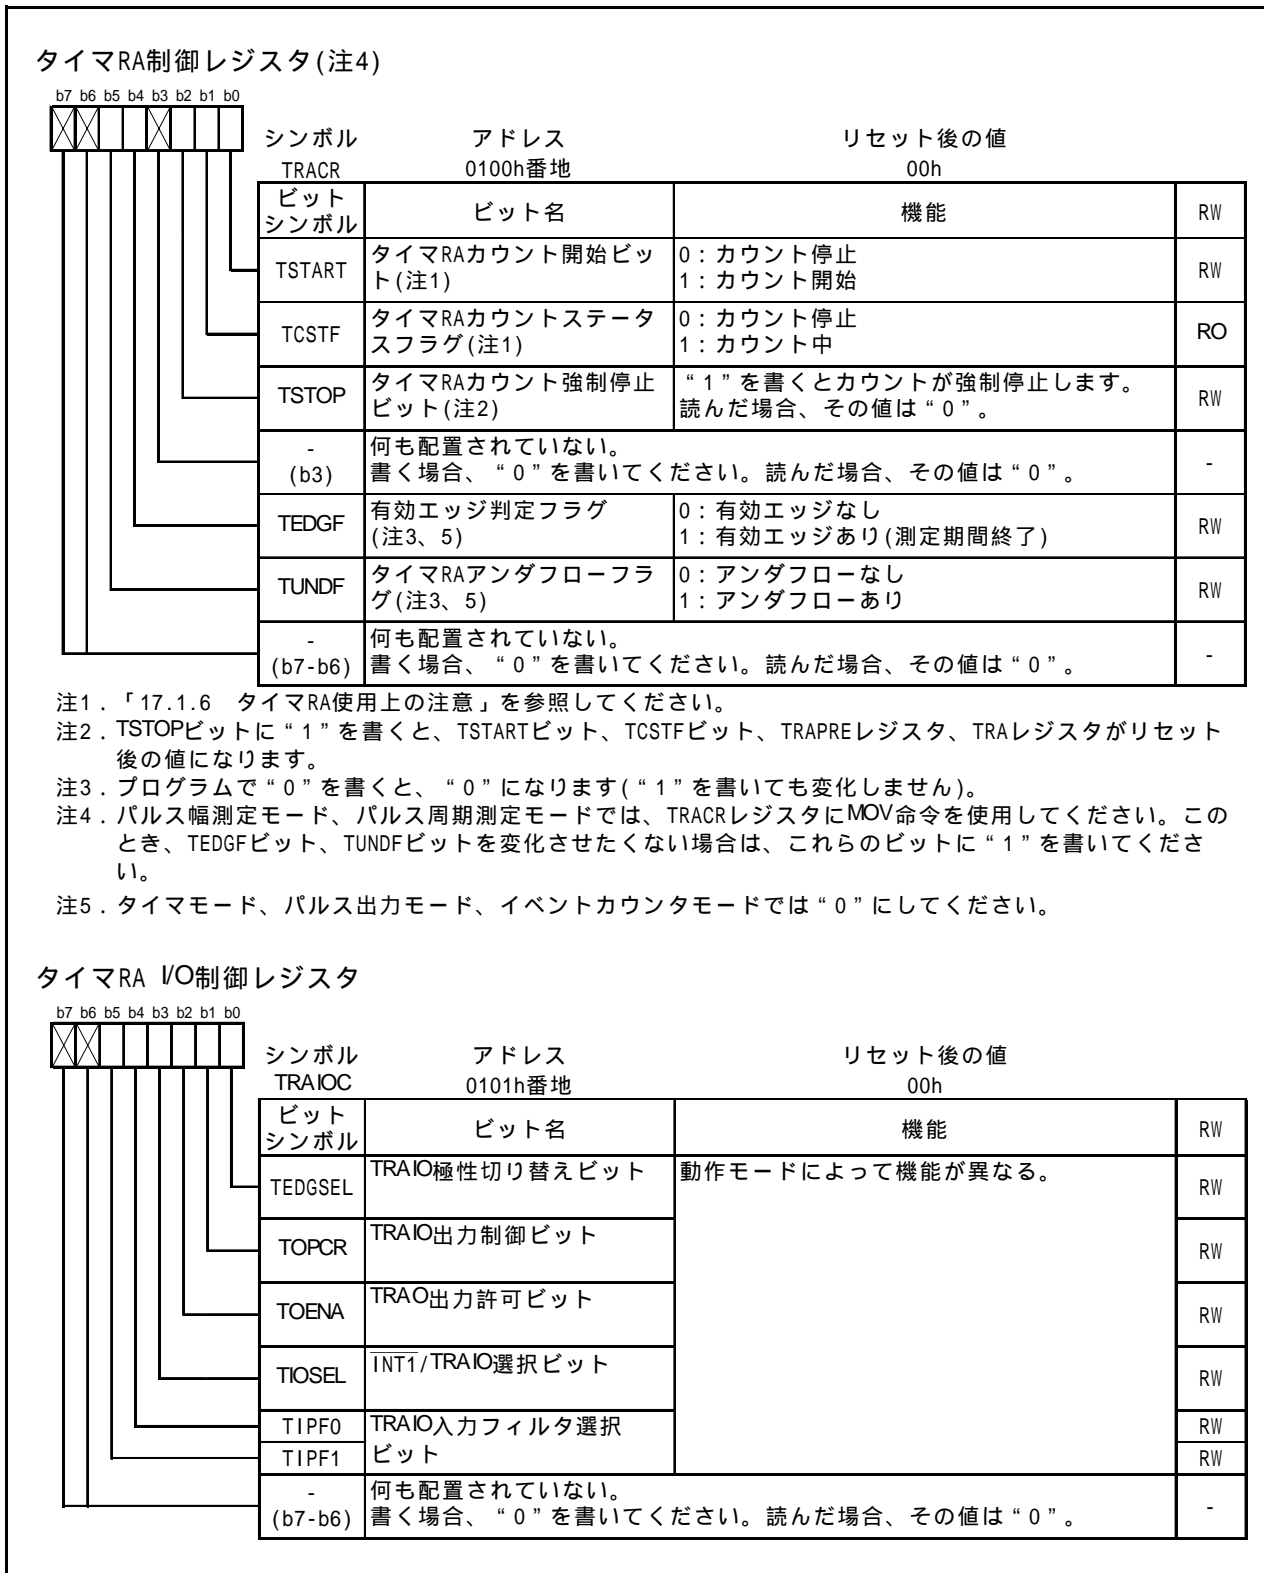 タイマRA制御レジスタ(注4)
b7 b6 b5 b4 b3 b2 b1 b0
シンボル アドレス リセット後の値
TRACR 0100h番地 00h
ビット
シンボル ビット名 機能 RW
TSTART タイマRAカウント開始ビッ
ト(注1) 0：カウント停止
1：カウント開始 RW
TCSTF タイマRAカウントステータ
スフラグ(注1) 0：カウント停止
1：カウント中 RO
TSTOP タイマRAカウント強制停止
ビット(注2) “1”を書くとカウントが強制停止します。
読んだ場合、その値は“0”。 RW
-
(b3) 何も配置されていない。
書く場合、“0”を書いてください。読んだ場合、その値は“0”。 -
TEDGF 有効エッジ判定フラグ
(注3、5) 0：有効エッジなし
1：有効エッジあり(測定期間終了) RW
TUNDF タイマRAアンダフローフラ
グ(注3、5) 0：アンダフローなし
1：アンダフローあり RW
-
(b7-b6) 何も配置されていない。
書く場合、“0”を書いてください。読んだ場合、その値は“0”。 -
注1．「17.1.6　タイマRA使用上の注意」を参照してください。
注2．TSTOPビットに“1”を書くと、TSTARTビット、TCSTFビット、TRAPREレジスタ、TRAレジスタがリセット
後の値になります。
注3．プログラムで“0”を書くと、“0”になります(“1”を書いても変化しません)。
注4．パルス幅測定モード、パルス周期測定モードでは、TRACRレジスタにMOV命令を使用してください。この
とき、TEDGFビット、TUNDFビットを変化させたくない場合は、これらのビットに“1”を書いてくださ
い。
注5．タイマモード、パルス出力モード、イベントカウンタモードでは“0”にしてください。
タイマRA I/O制御レジスタ
b7 b6 b5 b4 b3 b2 b1 b0
シンボル アドレス リセット後の値
TRAIOC 0101h番地 00h
ビット
シンボル ビット名 機能 RW
TEDGSEL TRAIO極性切り替えビット 動作モードによって機能が異なる。 RW
TOPCR TRAIO出力制御ビット RW
TOENA TRAO出力許可ビット RW
TIOSEL INT1/TRAIO選択ビット RW
TIPF0 TRAIO入力フィルタ選択 RW
TIPF1 ビット RW
-
(b7-b6) 何も配置されていない。
書く場合、“0”を書いてください。読んだ場合、その値は“0”。 -